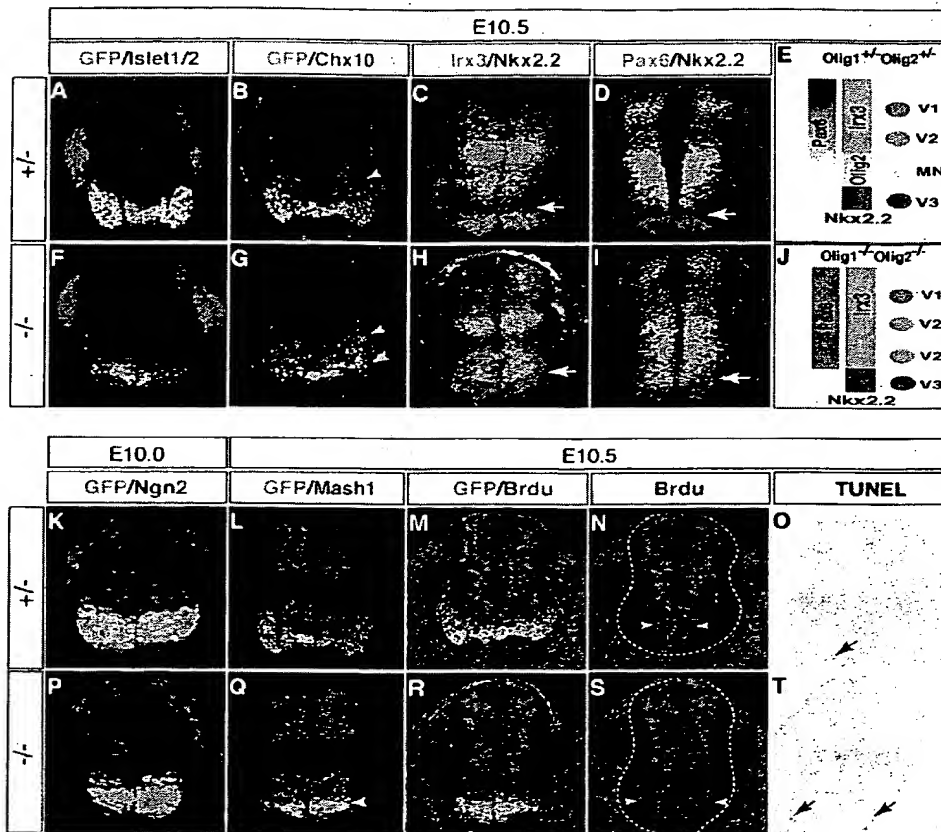 E10.5
GFP/Islet1/2
GFP/Chx10
Irx3/Nkx2.2
Pax6/Nkx2.2
+/-
A
B
C
D
E
Olig1+/-Olig2+/-
Pax6
Irx3
Olig2
Nkx2.2
V1
V2
MN
V3
-/-
F
G
H
I
J
Olig1-/-Olig2-/-
Irx3
Nkx2.2
V1
V2
V2
V3
E10.0
E10.5
GFP/Ngn2
GFP/Mash1
GFP/Brdu
Brdu
TUNEL
+/-
K
L
M
N
O
-/-
P
Q
R
S
T